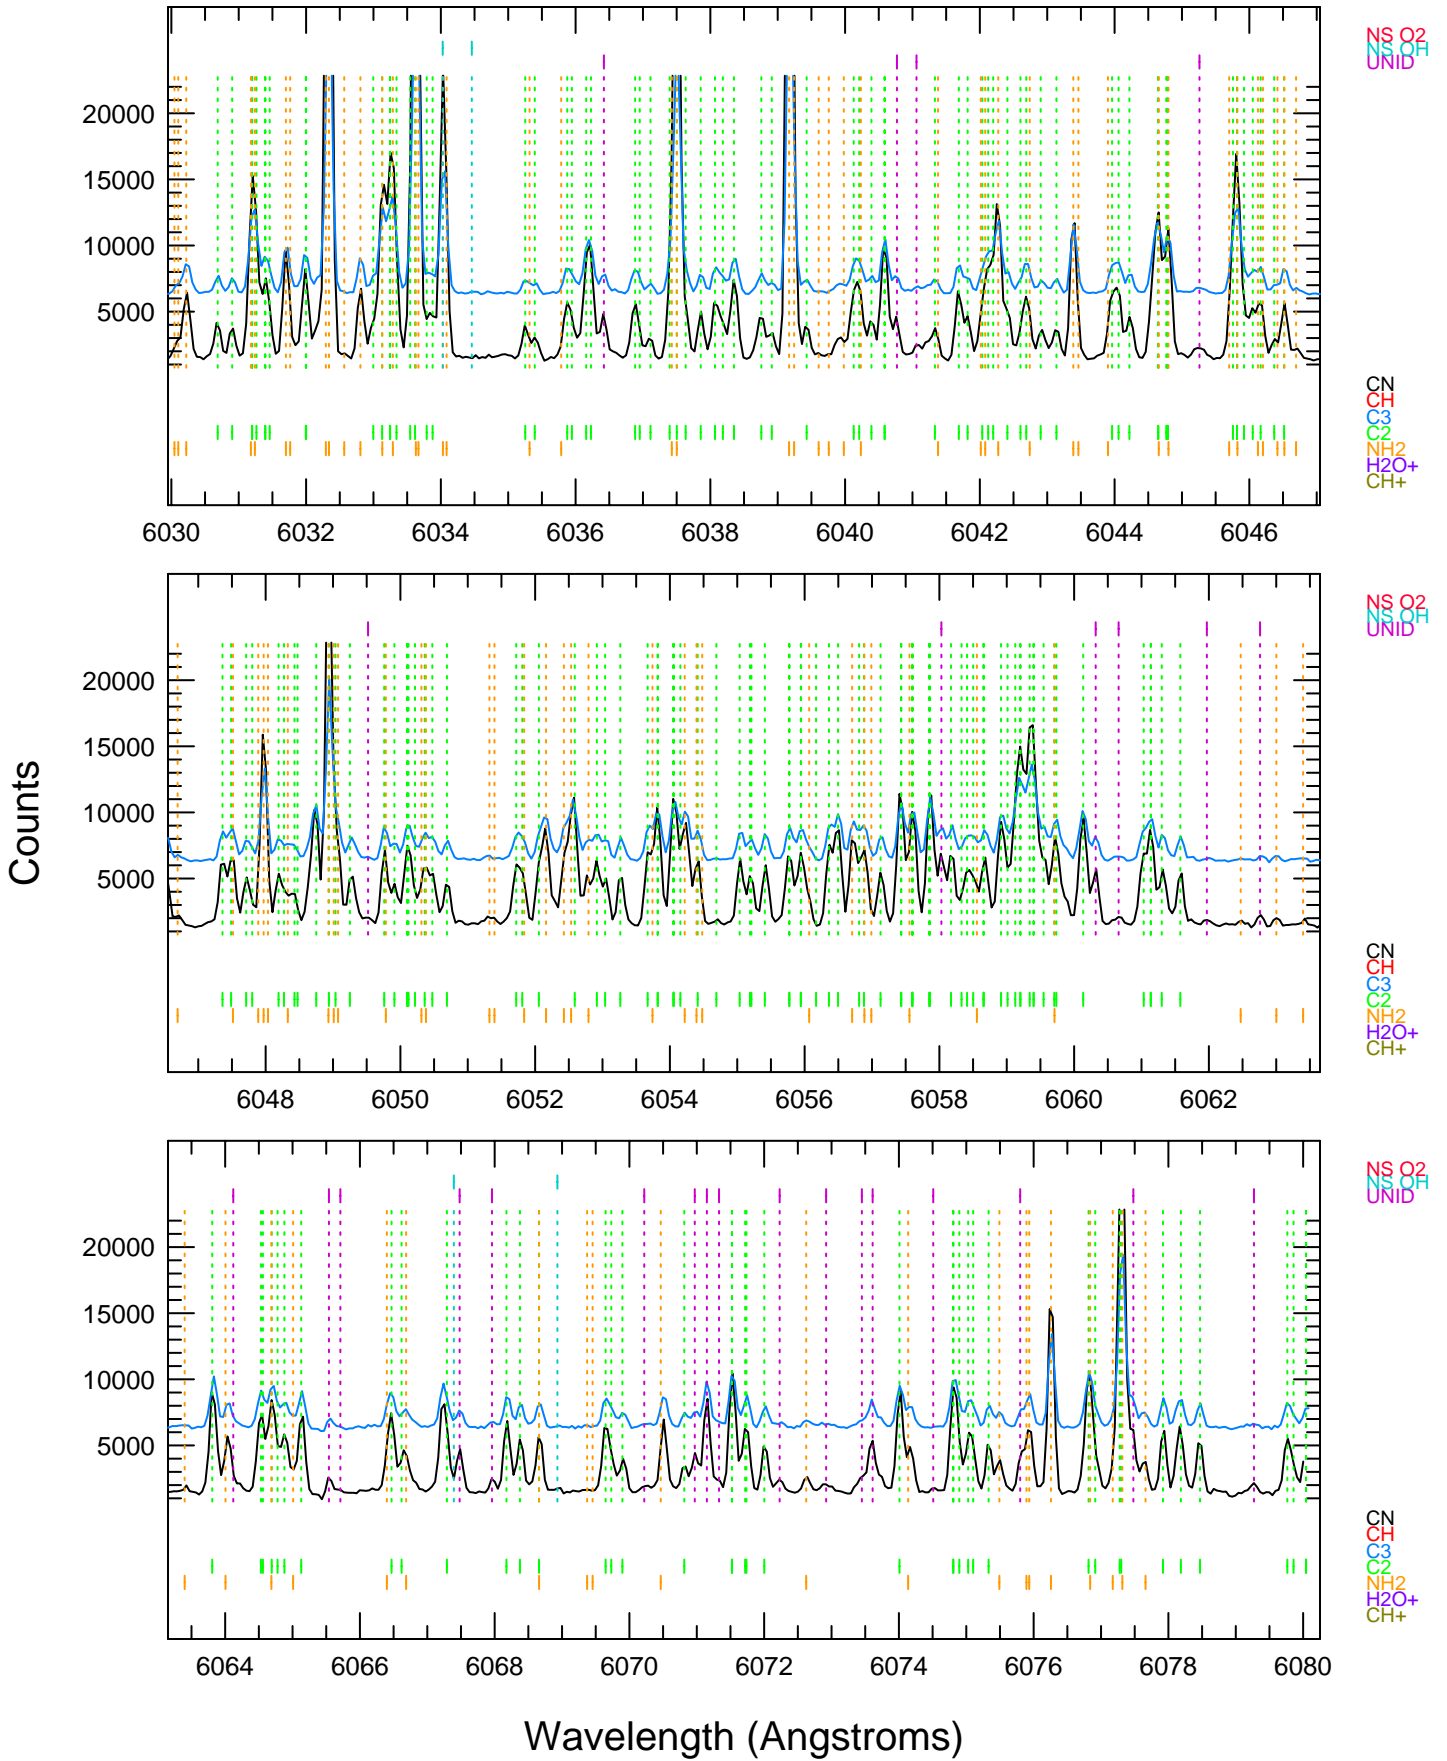 NS O2
NS OH
UNID
20000
15000
10000
5000
CN
CH
C3
C2
NH2
H2O+
CH+
6030 6032 6034 6036 6038 6040 6042 6044 6046
NS O2
NS OH
UNID
20000
15000
10000
5000
Counts
CN
CH
C3
C2
NH2
H2O+
CH+
6048 6050 6052 6054 6056 6058 6060 6062
NS O2
NS OH
UNID
20000
15000
10000
5000
CN
CH
C3
C2
NH2
H2O+
CH+
6064 6066 6068 6070 6072 6074 6076 6078 6080
Wavelength (Angstroms)